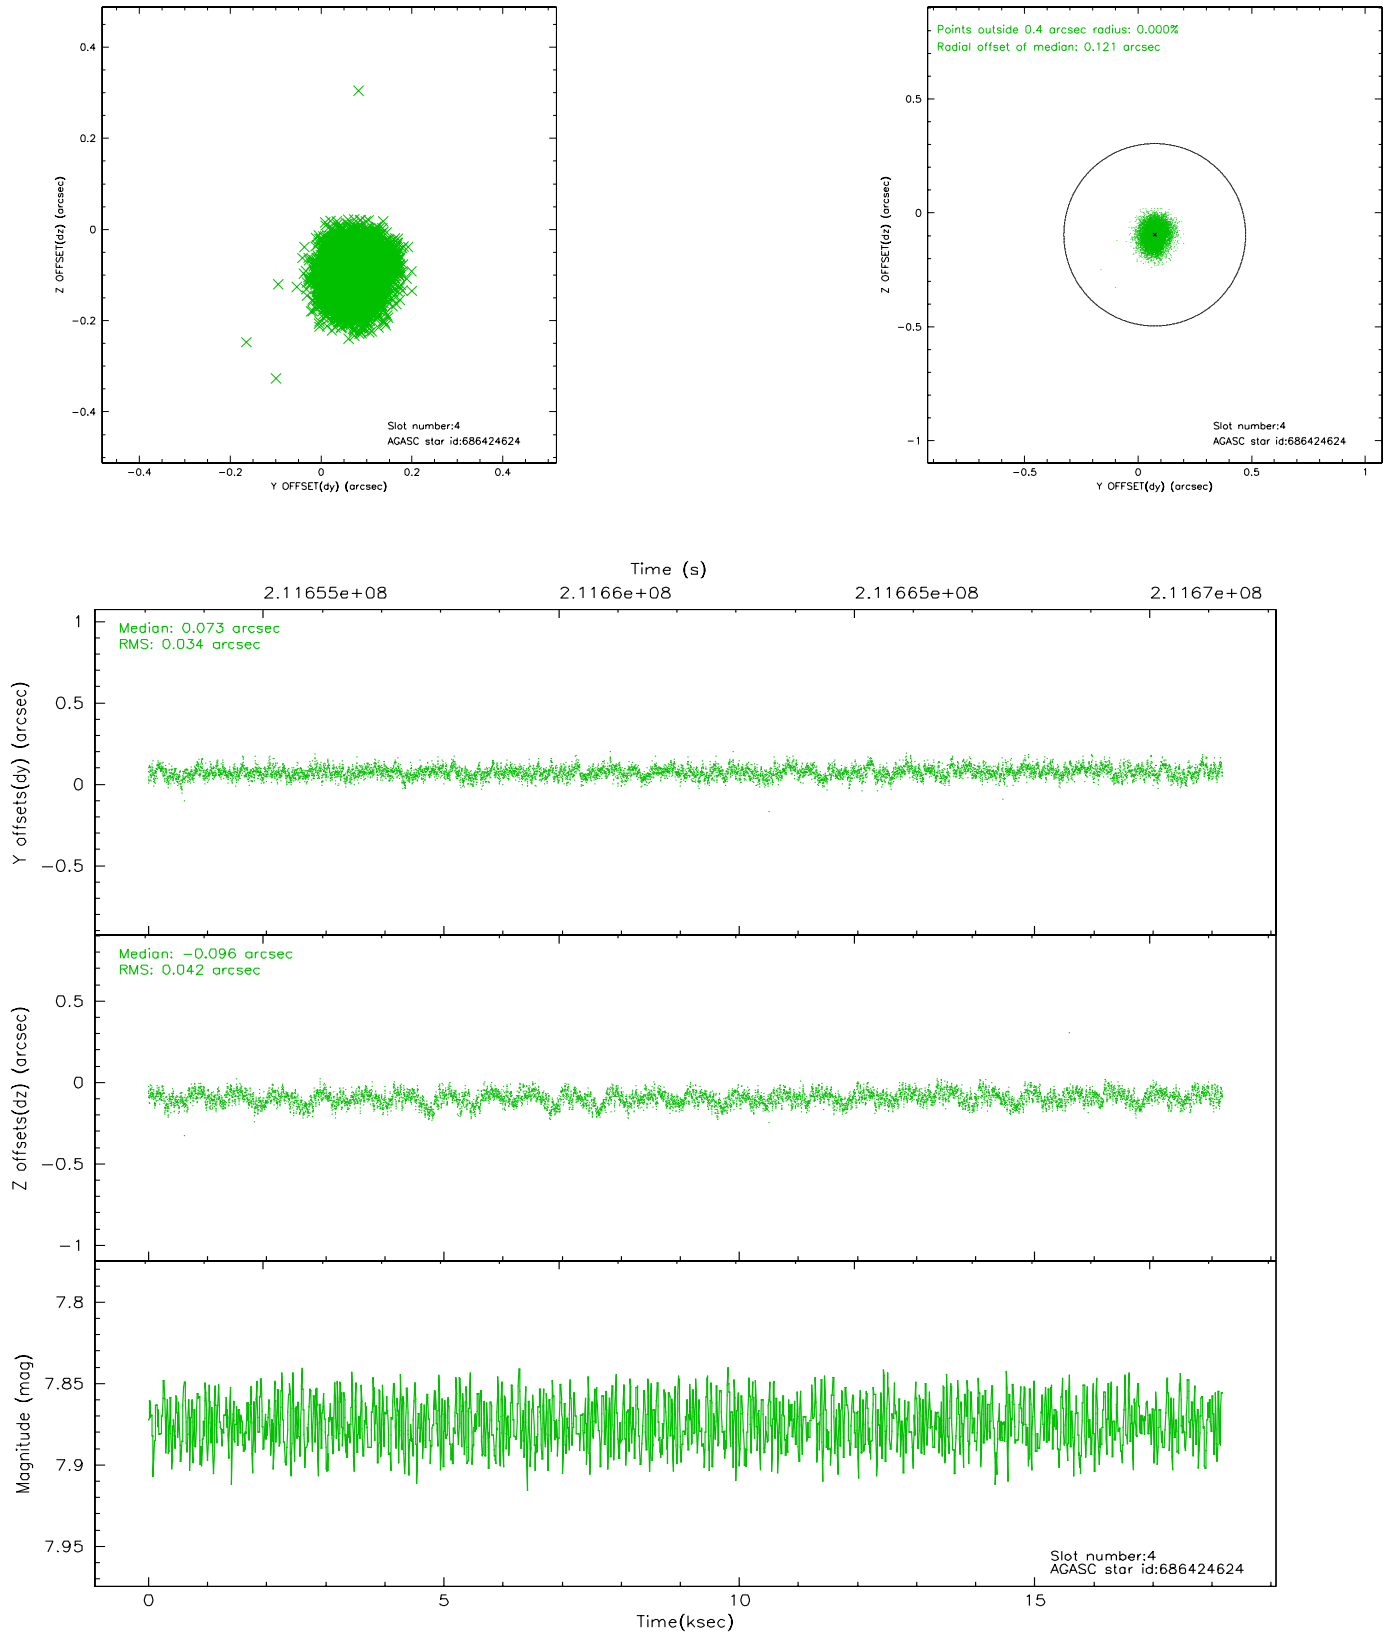 0.4
0.2
0
−0.2
−0.4
Z OFFSET(dz) (arcsec)
Slot number:4
AGASC star id:686424624
−0.4 −0.2 0 0.2 0.4
Y OFFSET(dy) (arcsec)
Points outside 0.4 arcsec radius: 0.000%
Radial offset of median: 0.121 arcsec
0.5
0
−0.5
−1
Z OFFSET(dz) (arcsec)
Slot number:4
AGASC star id:686424624
−0.5 0 0.5 1
Y OFFSET(dy) (arcsec)
Time (s)
2.11655e+08 2.1166e+08 2.11665e+08 2.1167e+08
Median: 0.073 arcsec
RMS: 0.034 arcsec
1
0.5
0
−0.5
Y offsets(dy) (arcsec)
Median: −0.096 arcsec
RMS: 0.042 arcsec
0.5
0
−0.5
−1
Z offsets(dz) (arcsec)
7.8
7.85
7.9
7.95
Magnitude (mag)
Slot number:4
AGASC star id:686424624
0 5 10 15
Time(ksec)